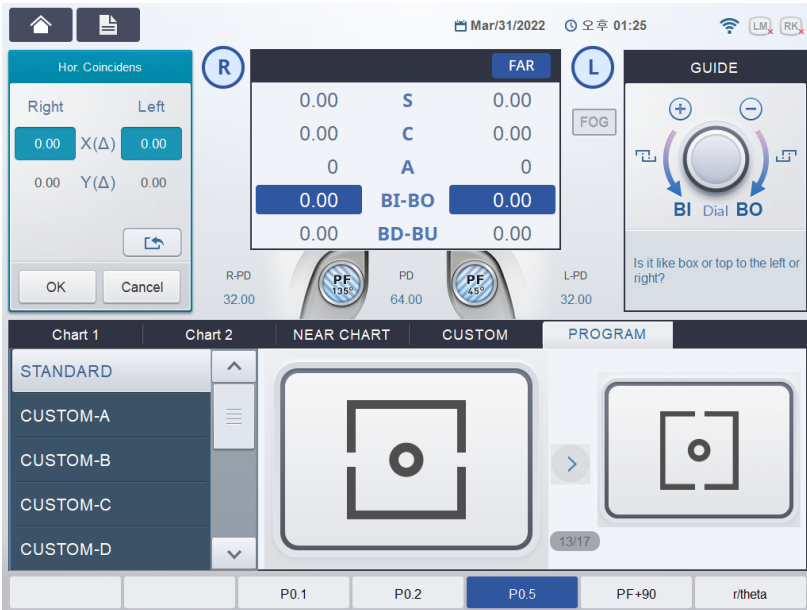 Mar/31/2022 오후 01:25 LM RK
Hor. Coincidens
Right Left
0.00 X(Δ) 0.00
0.00 Y(Δ) 0.00
OK Cancel
R L
FAR
0.00 S 0.00
0.00 C 0.00
0 A 0
0.00 BI-BO 0.00
0.00 BD-BU 0.00
FOG
R-PD PD L-PD
32.00 64.00 32.00
PF PF
135° 45°
GUIDE
BI Dial BO
Is it like box or top to the left or
right?
Chart 1 Chart 2 NEAR CHART CUSTOM PROGRAM
STANDARD
CUSTOM-A
CUSTOM-B
CUSTOM-C
CUSTOM-D
13/17
P0.1 P0.2 P0.5 PF+90 r/theta